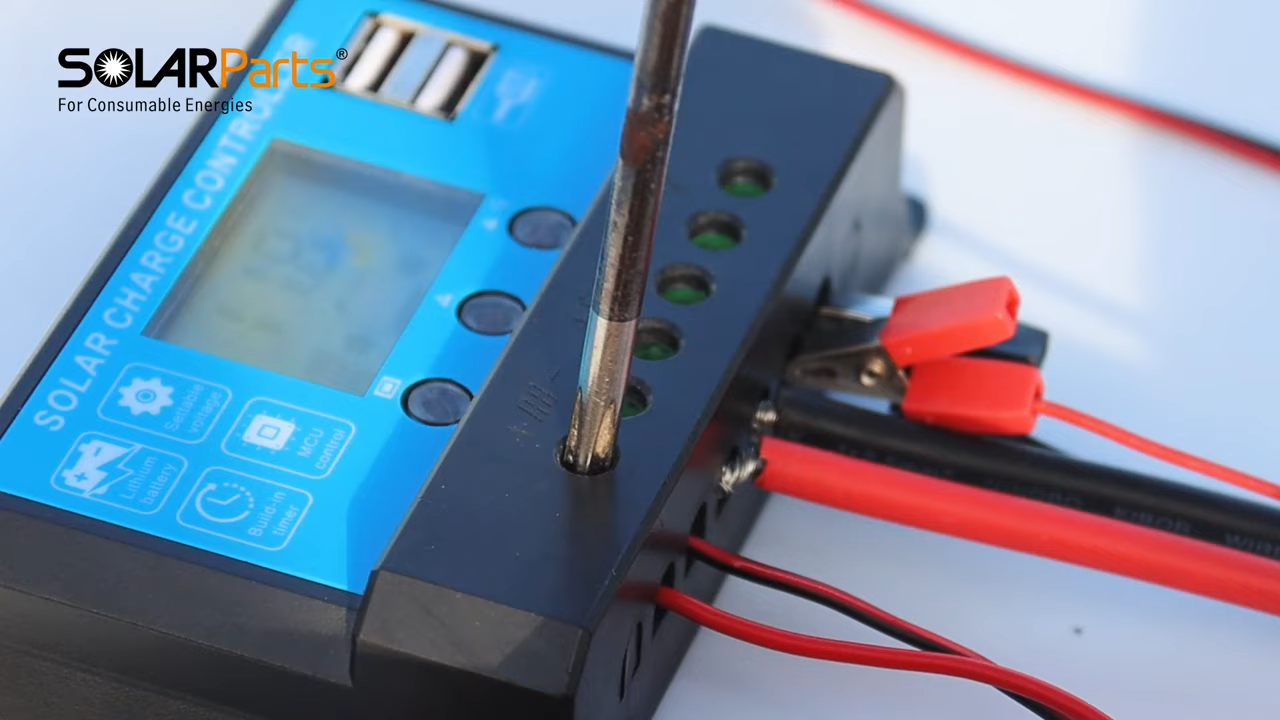 SOLARParts®
For Consumable Energies
SOLAR CHARGE CONTROLLER
Settable
voltage
MCU
control
Lithium
battery
Build-in
timer